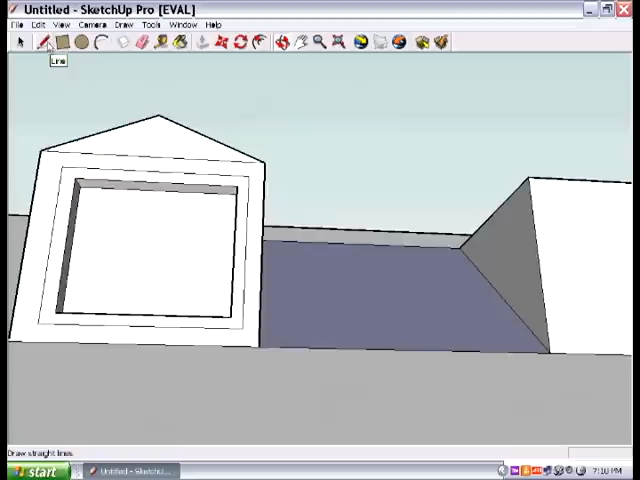 Untitled - SketchUp Pro [EVAL]
File Edit View Camera Draw Tools Window Help
Line
Draw straight lines.
start
Untitled - SketchU...
7:10 PM